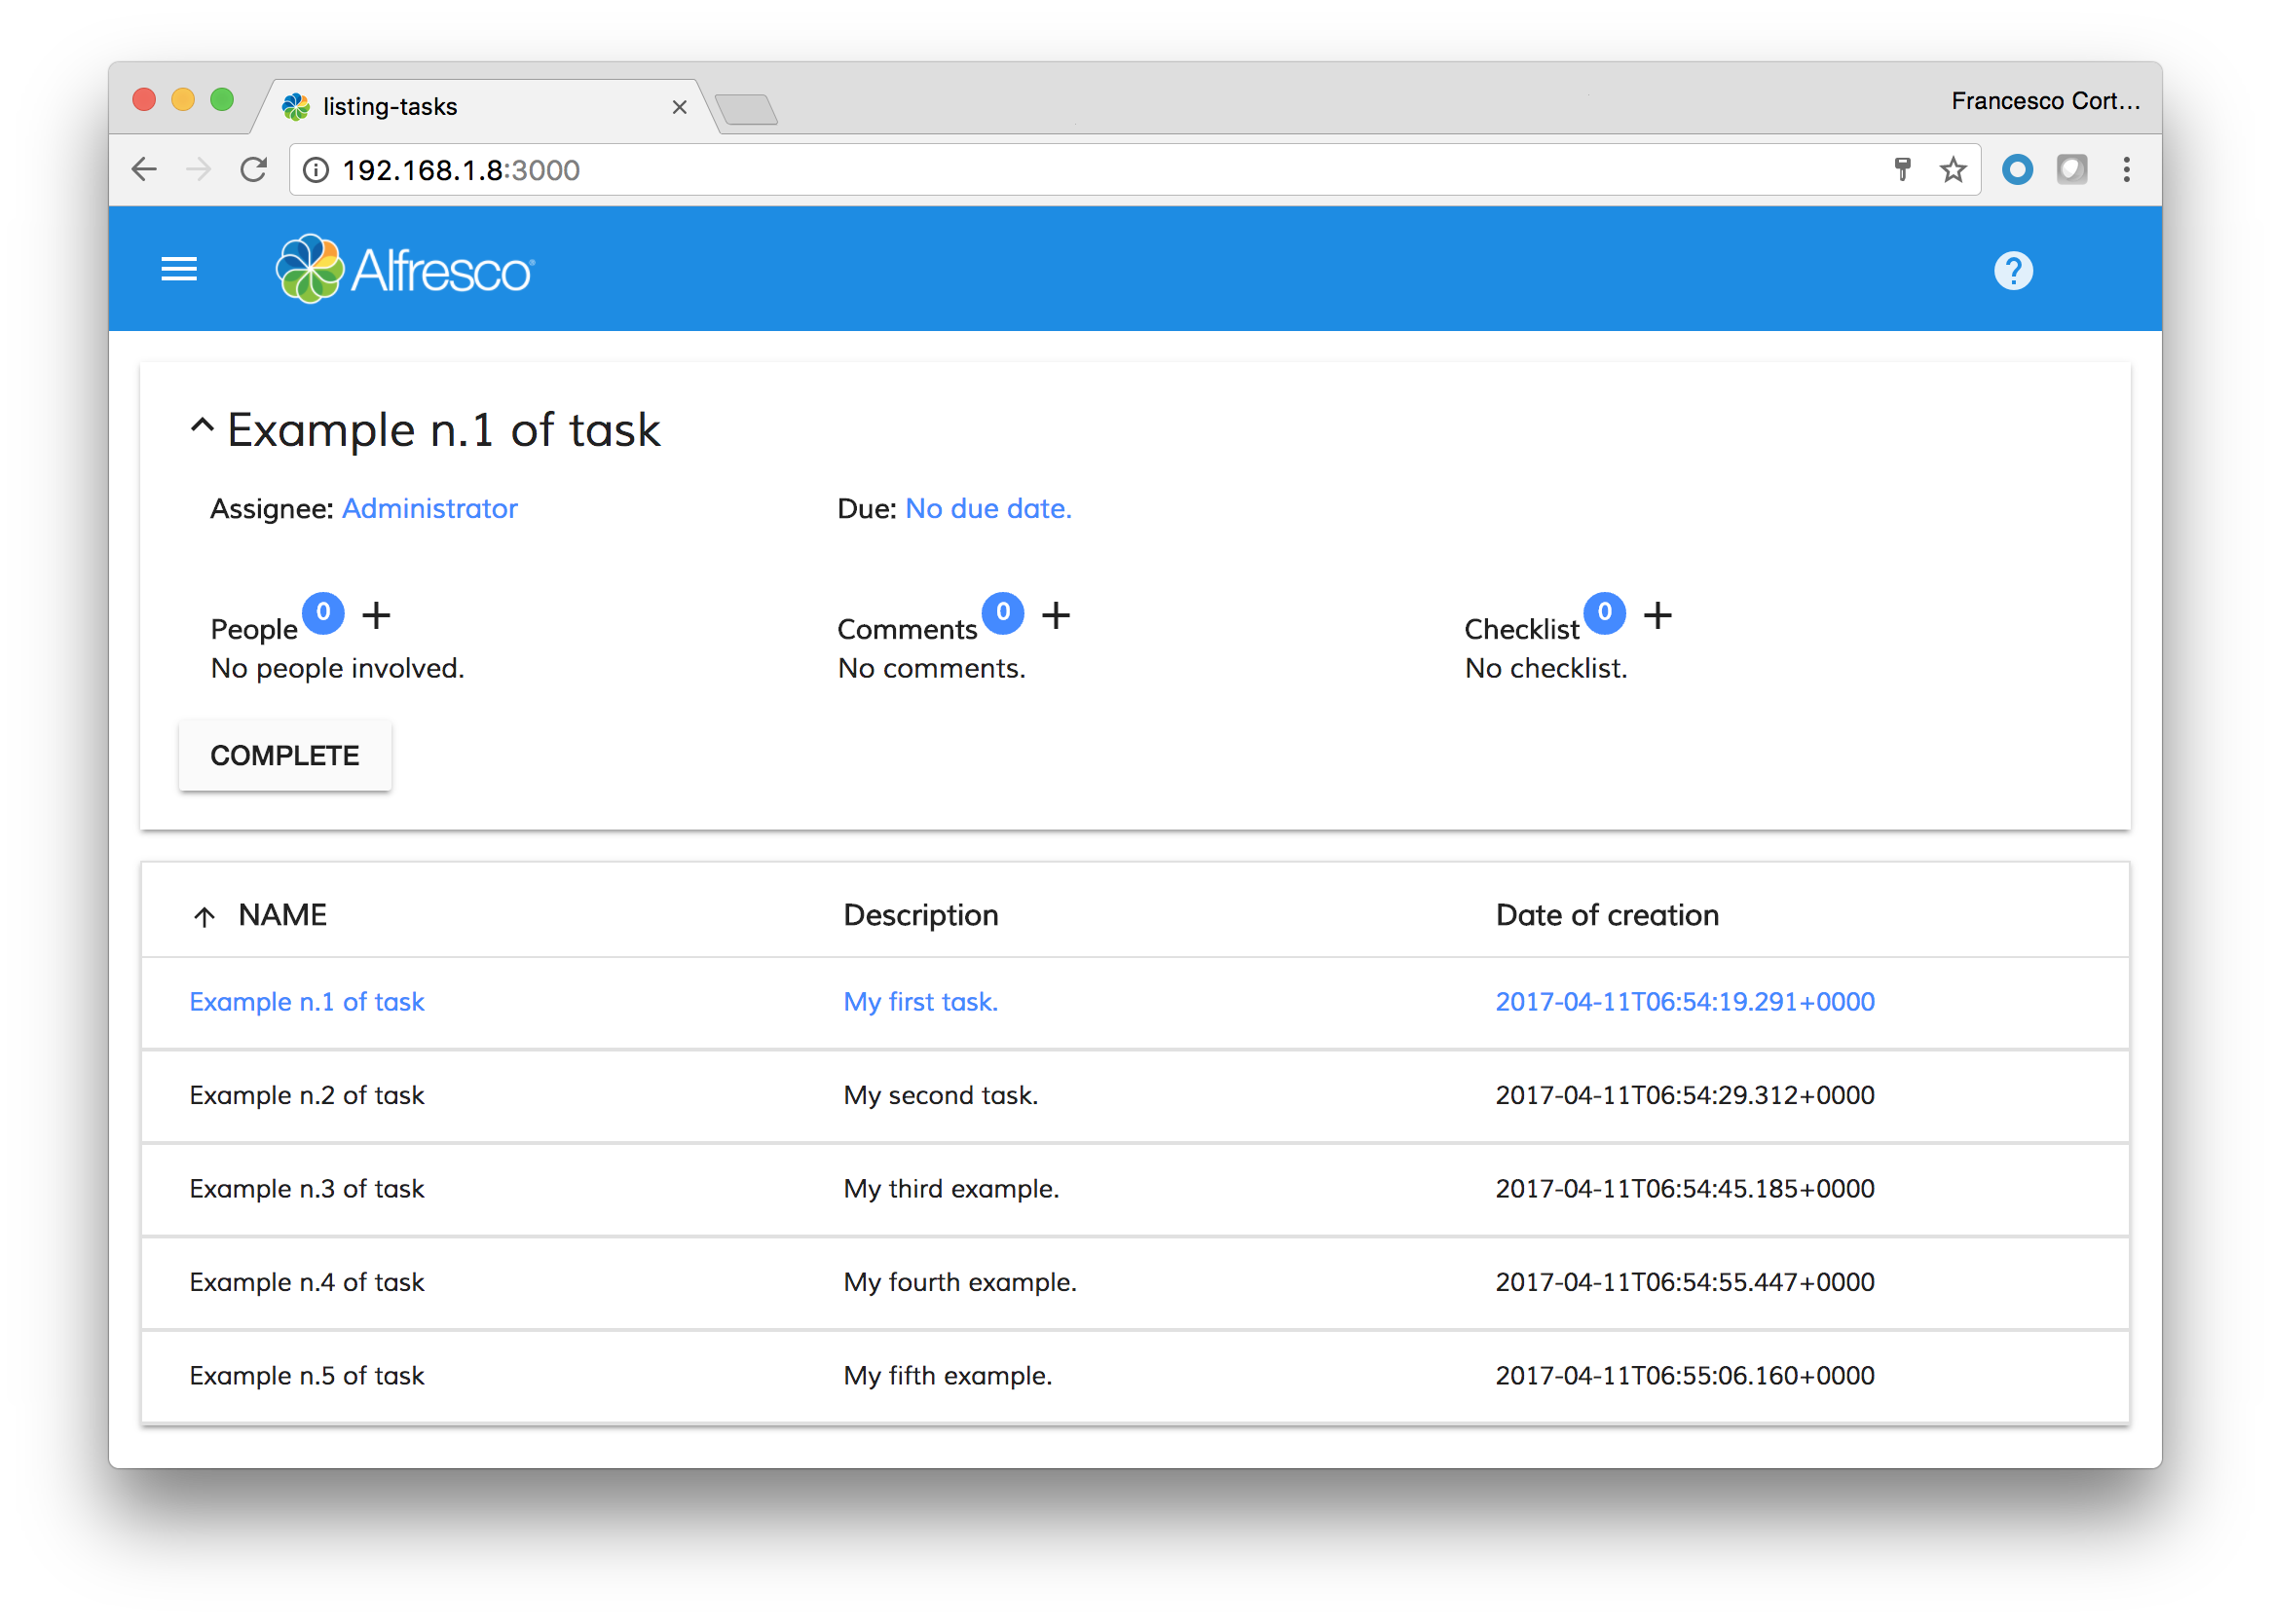 listing-tasks
Francesco Cort...
192.168.1.8:3000
Alfresco
Example n.1 of task
Assignee: Administrator Due: No due date.
People 0 + Comments 0 + Checklist 0 +
No people involved. No comments. No checklist.
COMPLETE
NAME Description Date of creation
Example n.1 of task My first task. 2017-04-11T06:54:19.291+0000
Example n.2 of task My second task. 2017-04-11T06:54:29.312+0000
Example n.3 of task My third example. 2017-04-11T06:54:45.185+0000
Example n.4 of task My fourth example. 2017-04-11T06:54:55.447+0000
Example n.5 of task My fifth example. 2017-04-11T06:55:06.160+0000